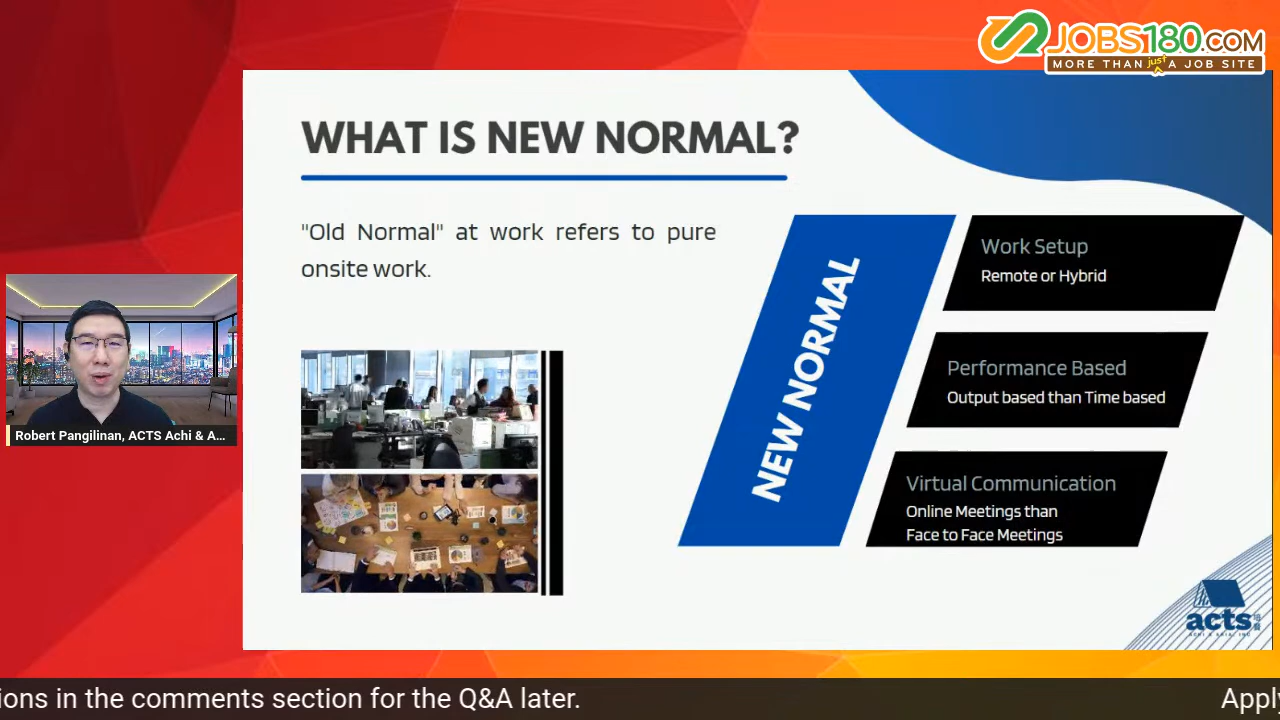 JOBS180.COM
MORE THAN just A JOB SITE
WHAT IS NEW NORMAL?
"Old Normal" at work refers to pure
onsite work.
NEW NORMAL
Work Setup
Remote or Hybrid
Performance Based
Output based than Time based
Virtual Communication
Online Meetings than
Face to Face Meetings
Robert Pangilinan, ACTS Achi & A...
acts
ions in the comments section for the Q&A later.
Apply